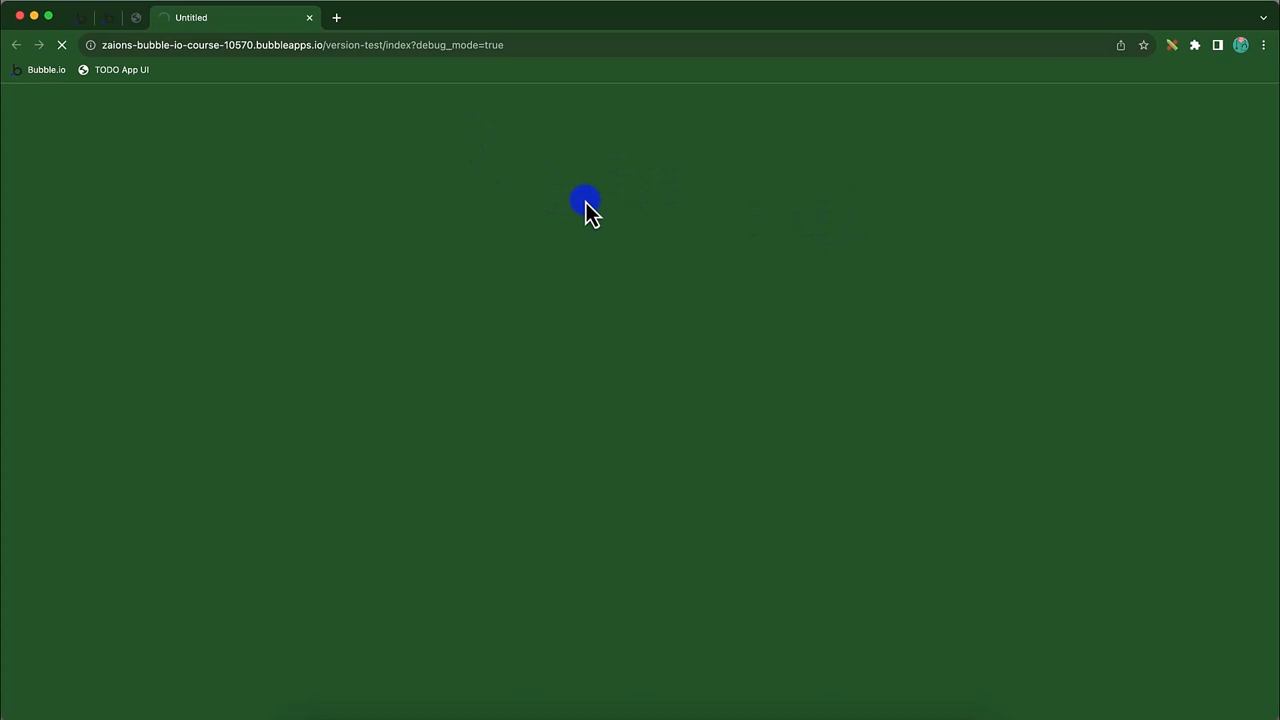 Untitled
zaions-bubble-io-course-10570.bubbleapps.io/version-test/index?debug_mode=true
Bubble.io TODO App UI